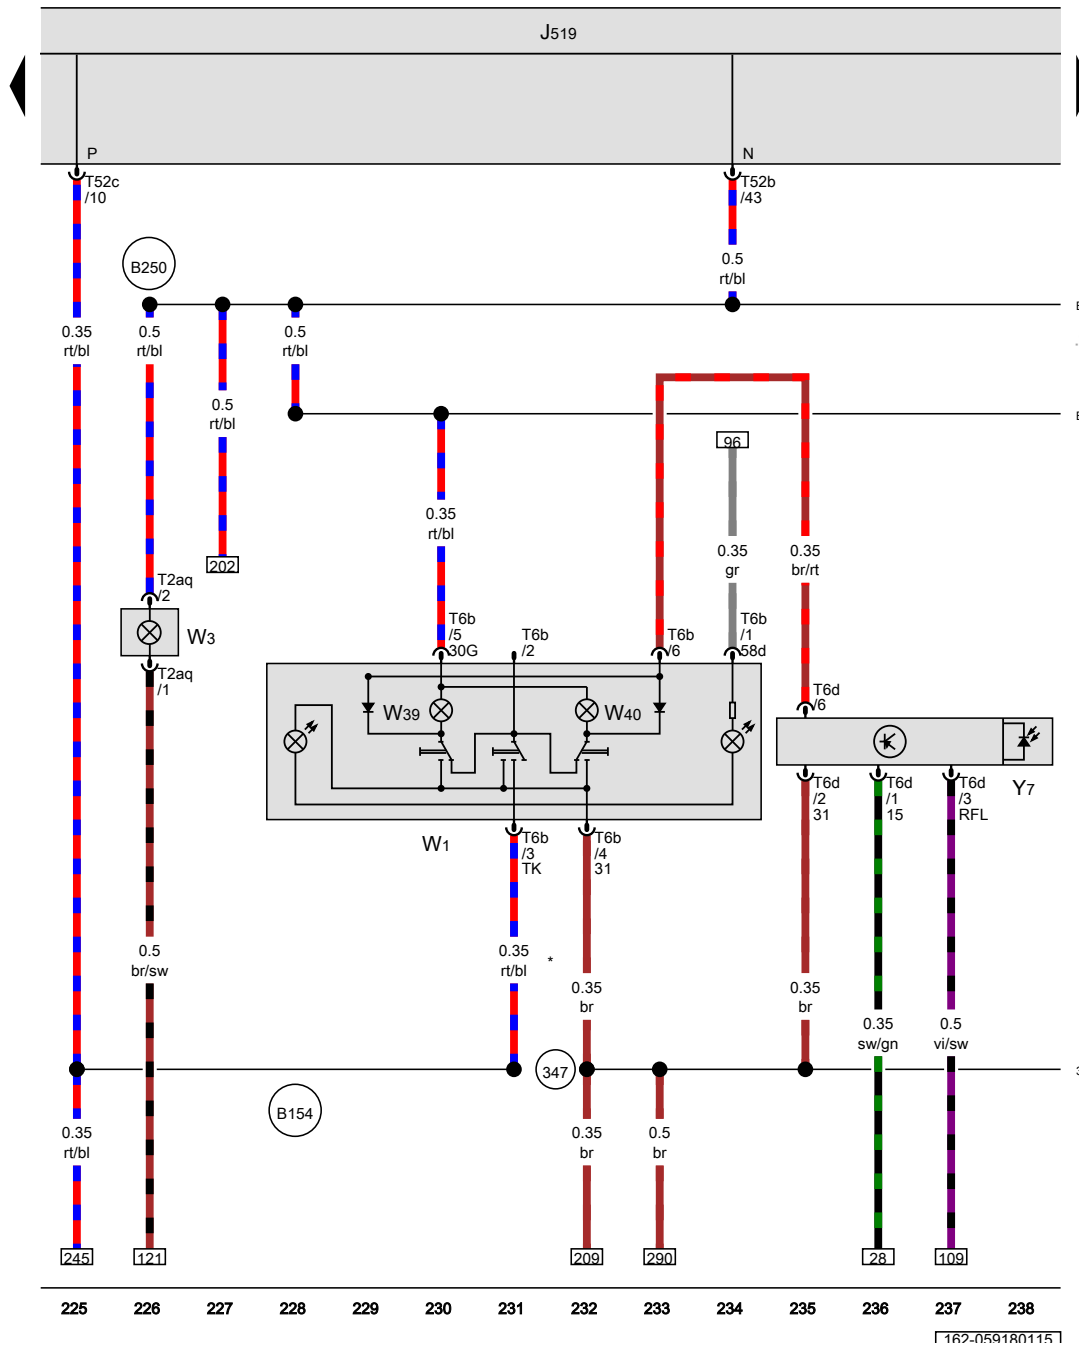 J519
P
N
T52c
/10
T52b
/43
B250
0.5
rt/bl
0.35
rt/bl
0.5
rt/bl
0.5
rt/bl
0.5
rt/bl
96
0.35
rt/bl
0.35
gr
0.35
br/rt
202
T2aq
/2
W3
T2aq
/1
T6b
/5
30G
T6b
/2
T6b
/6
T6b
/1
58d
W39
W40
T6d
/6
W1
T6b
/3
TK
T6b
/4
31
T6d
/2
31
T6d
/1
15
T6d
/3
RFL
Y7
0.5
br/sw
0.35
rt/bl
*
0.35
br
0.35
br
0.35
sw/gn
0.5
vi/sw
347
B154
0.35
rt/bl
0.35
br
0.5
br
245
121
209
290
28
109
225 226 227 228 229 230 231 232 233 234 235 236 237 238
162-059180115